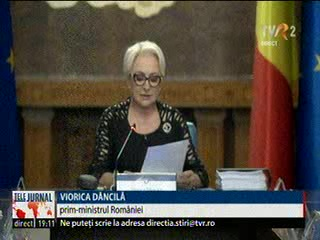 TVR2
DIRECT
TELE JURNAL
VIORICA DĂNCILĂ
prim-ministrul României
direct 19:11
Ne puteți scrie la adresa directia.stiri@tvr.ro